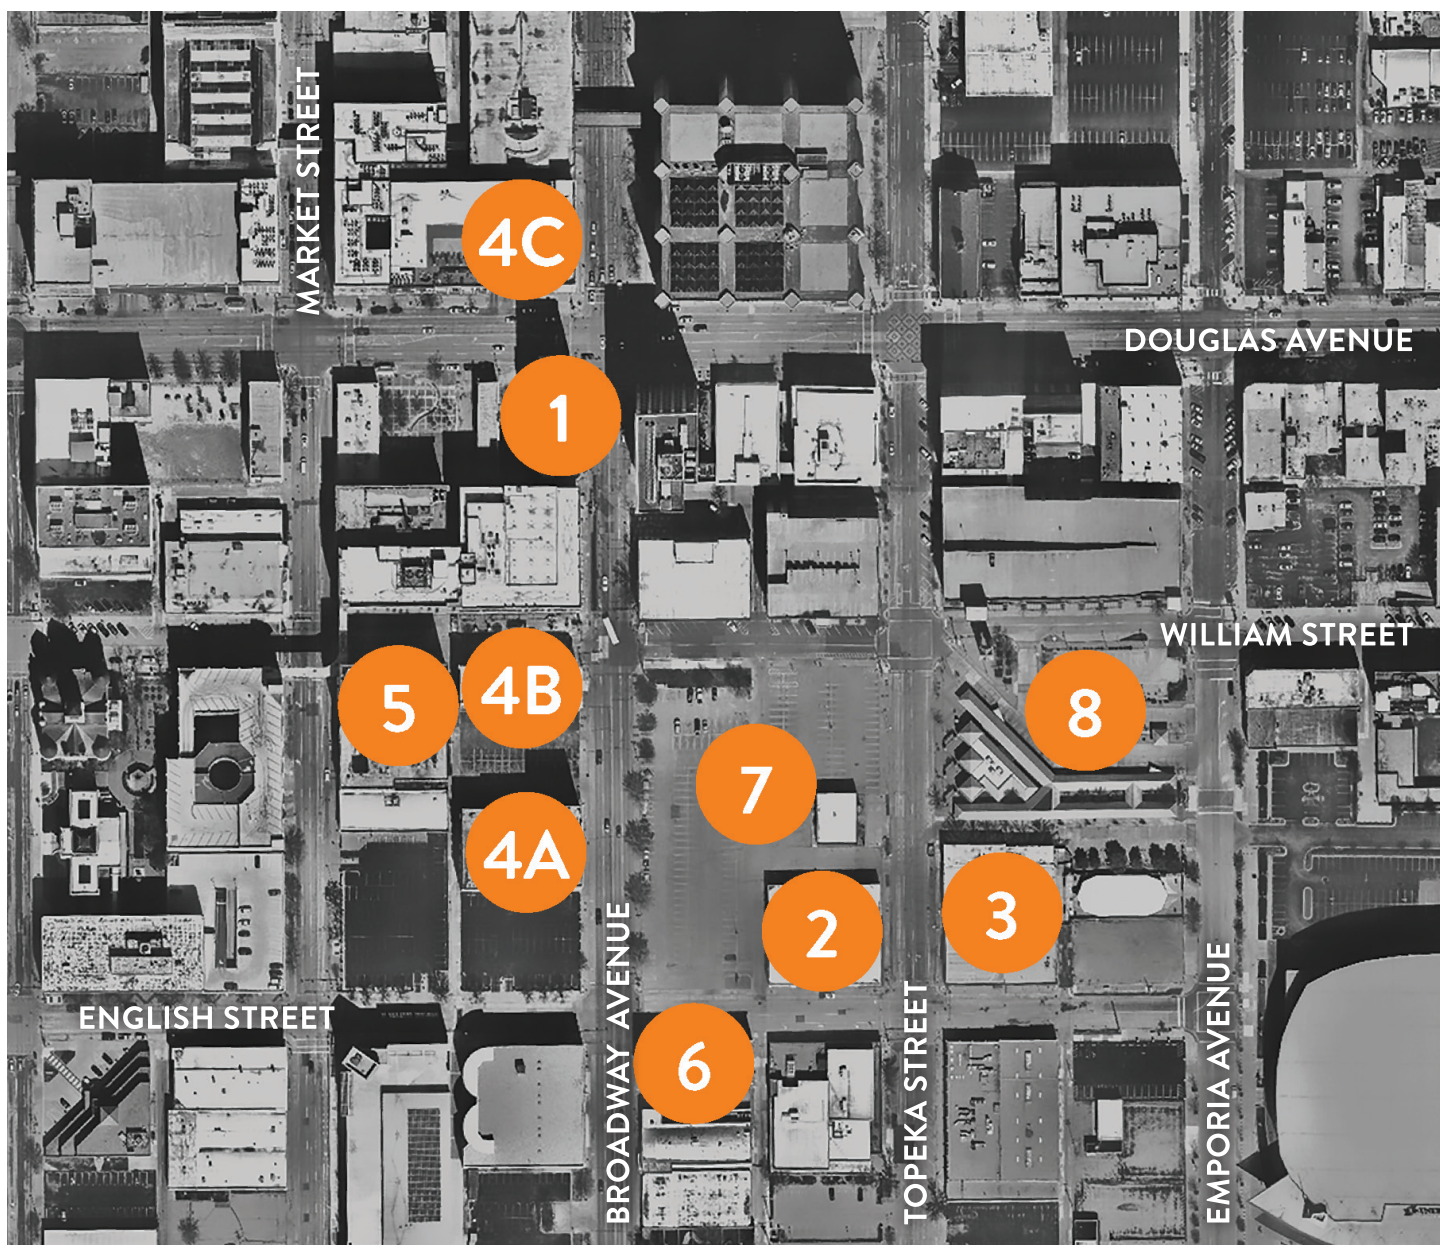 MARKET STREET
4C
1
DOUGLAS AVENUE
WILLIAM STREET
5
4B
8
7
4A
2
3
ENGLISH STREET
6
BROADWAY AVENUE
TOPEKA STREET
EMPORIA AVENUE